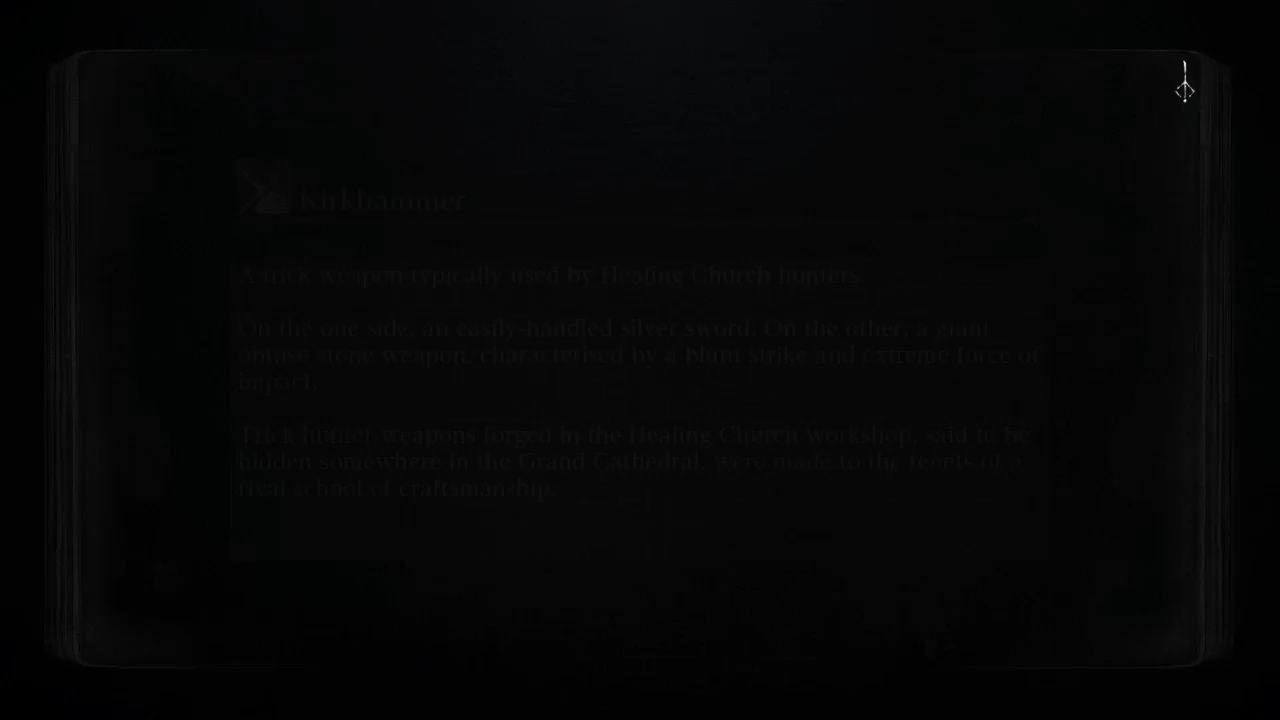 Kirkhammer
A trick weapon typically used by Healing Church hunters.
On the one side, an easily-handled silver sword. On the other, a giant
obtuse stone weapon, characterised by a blunt strike and extreme force of
impact.
Trick hunter weapons forged in the Healing Church workshop, said to be
hidden somewhere in the Grand Cathedral, were made to the tenets of a
rival school of craftsmanship.